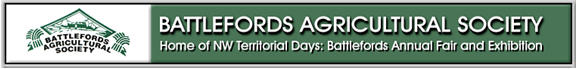 BATTLEFORDS
AGRICULTURAL
SOCIETY
BATTLEFORDS AGRICULTURAL SOCIETY
Home of NW Territorial Days: Battlefords Annual Fair and Exhibition